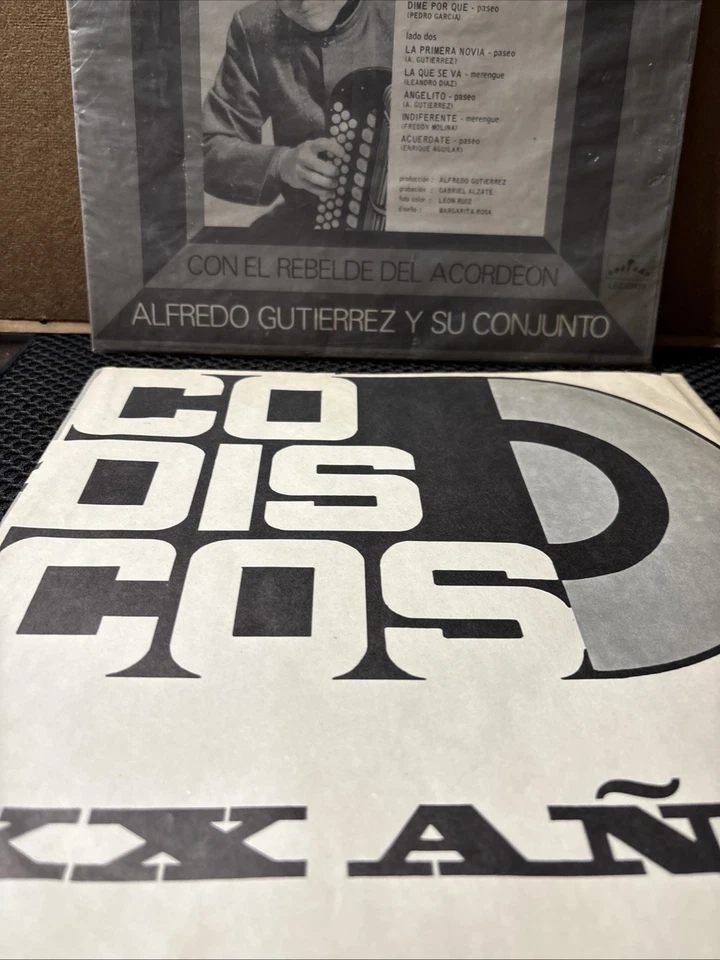 DIME POR QUE - paseo
(PEDRO GARCIA)
lado dos
LA PRIMERA NOVIA - paseo
(A. GUTIERREZ)
LA QUE SE VA - merengue
(LEANDRO DIAZ)
ANGELITO - paseo
(A. GUTIERREZ)
INDIFERENTE - merengue
(FREDDY MOLINA)
ACUERDATE - paseo
(ENRIQUE AGUILAR)
producción : ALFREDO GUTIERREZ
grabación : GABRIEL ALZATE
foto color : LEON RUIZ
diseño : MARGARITA ROSA
CON EL REBELDE DEL ACORDEON
ALFREDO GUTIERREZ Y SU CONJUNTO
CO
DIS
COS
XX AÑ